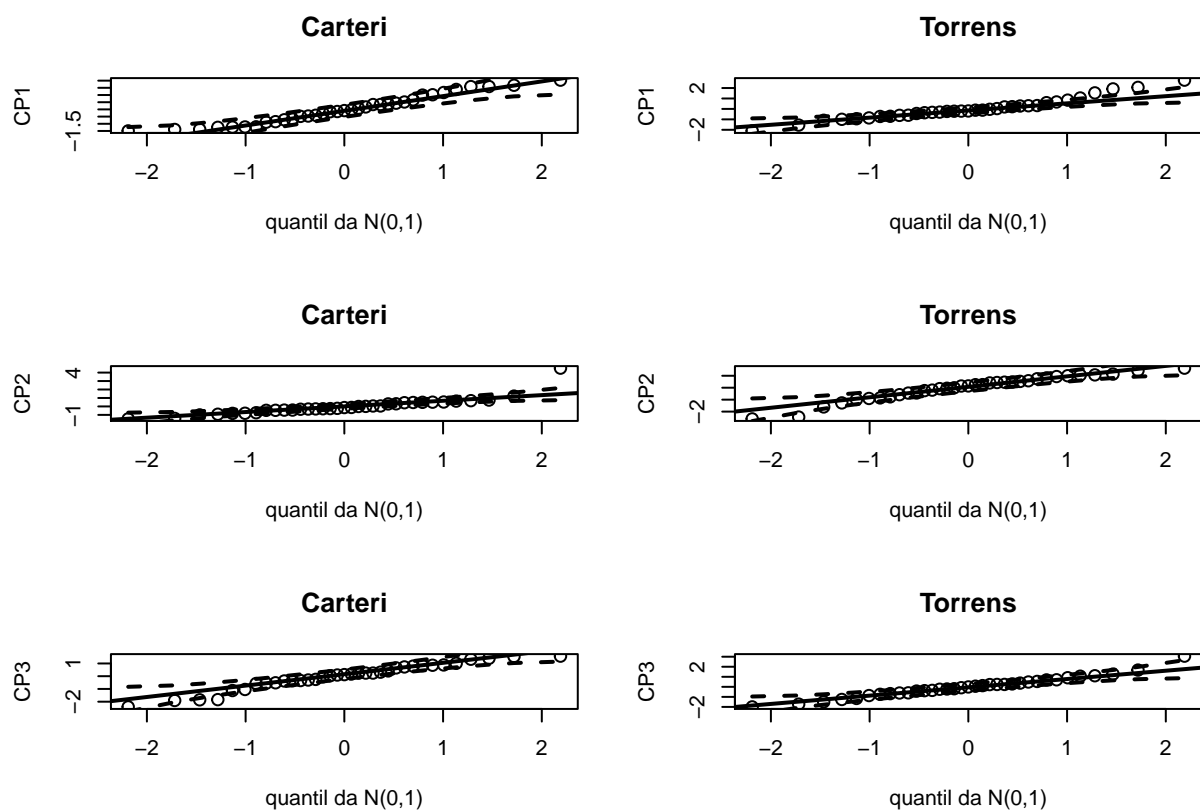 Carteri
CP1
−1.5
−2 −1 0 1 2
quantil da N(0,1)
Torrens
CP1
−2 2
−2 −1 0 1 2
quantil da N(0,1)
Carteri
CP2
−1 4
−2 −1 0 1 2
quantil da N(0,1)
Torrens
CP2
−2
−2 −1 0 1 2
quantil da N(0,1)
Carteri
CP3
−2 1
−2 −1 0 1 2
quantil da N(0,1)
Torrens
CP3
−2 2
−2 −1 0 1 2
quantil da N(0,1)